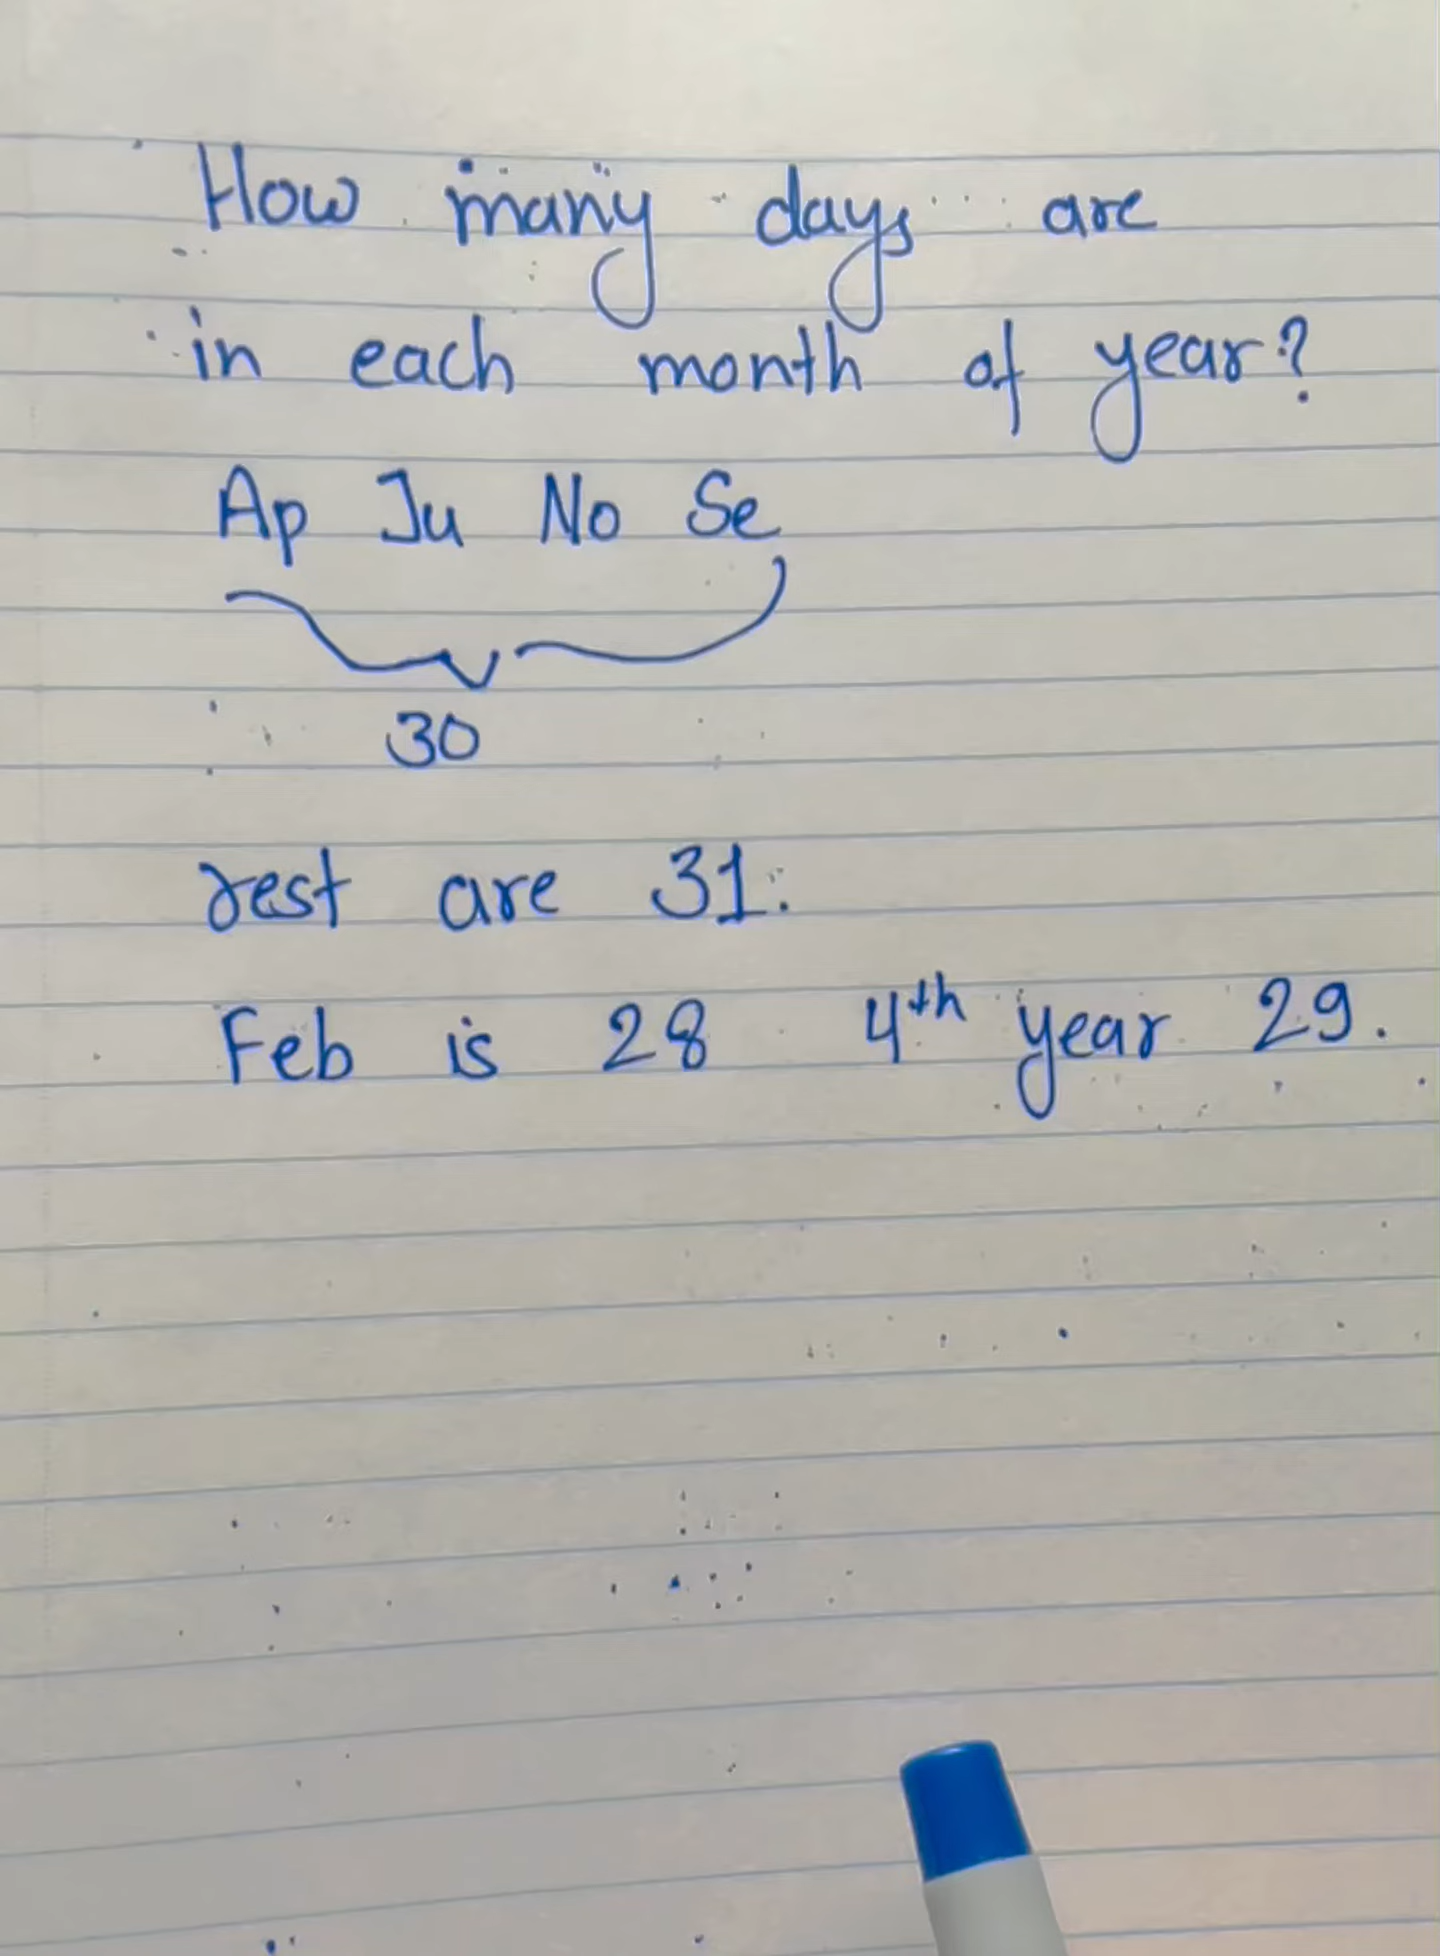 How many days are
in each month of year?
Ap Ju No Se
30
rest are 31.
Feb is 28 4th year 29.